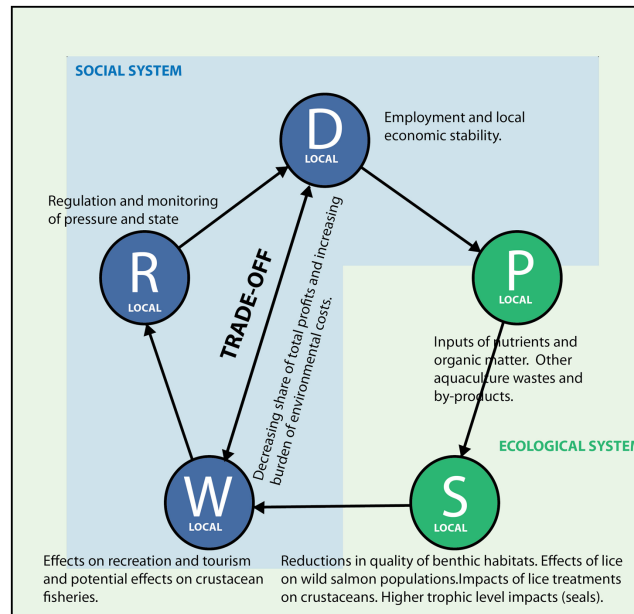 SOCIAL SYSTEM
D
LOCAL
Employment and local
economic stability.
Regulation and monitoring
of pressure and state
R
LOCAL
TRADE-OFF
Decreasing share of total profits and increasing
burden of environmental costs.
P
LOCAL
Inputs of nutrients and
organic matter.  Other
aquaculture wastes and
by-products.
ECOLOGICAL SYSTEM
W
LOCAL
S
LOCAL
Effects on recreation and tourism
and potential effects on crustacean
fisheries.
Reductions in quality of benthic habitats. Effects of lice
on wild salmon populations.Impacts of lice treatments
on crustaceans. Higher trophic level impacts (seals).